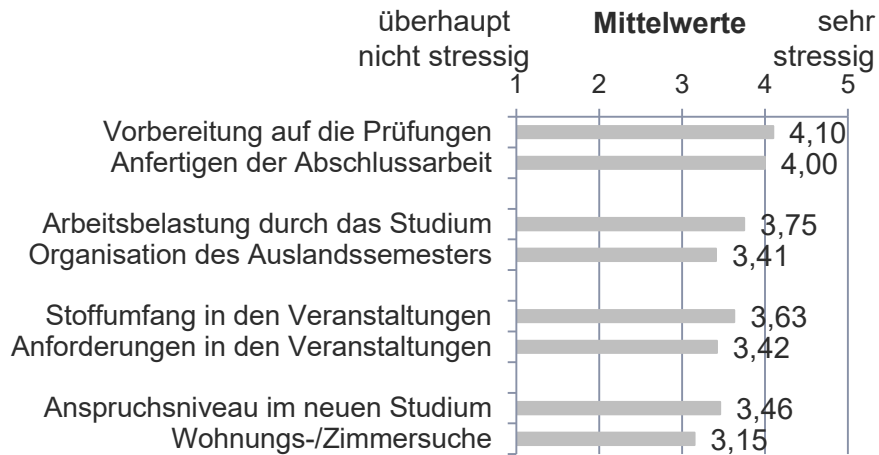 überhaupt Mittelwerte sehr
nicht stressig stressig
1 2 3 4 5
Vorbereitung auf die Prüfungen 4,10
Anfertigen der Abschlussarbeit 4,00
Arbeitsbelastung durch das Studium 3,75
Organisation des Auslandssemesters 3,41
Stoffumfang in den Veranstaltungen 3,63
Anforderungen in den Veranstaltungen 3,42
Anspruchsniveau im neuen Studium 3,46
Wohnungs-/Zimmersuche 3,15